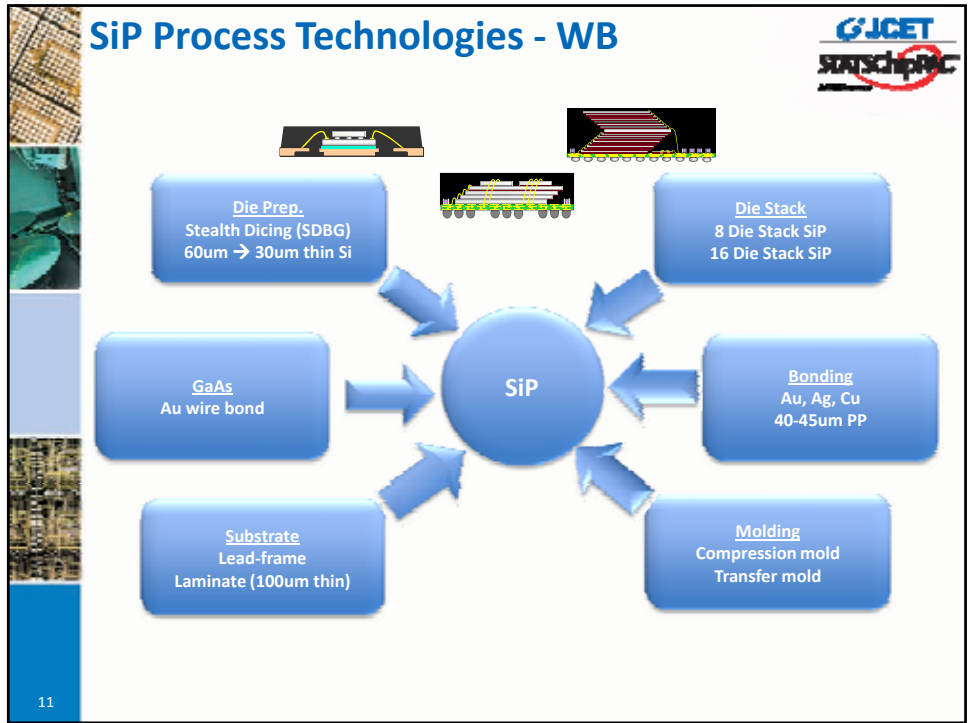 SiP Process Technologies - WB
JCET
STATSChipPAC
Die Prep.
Stealth Dicing (SDBG)
60um → 30um thin Si
Die Stack
8 Die Stack SiP
16 Die Stack SiP
GaAs
Au wire bond
SiP
Bonding
Au, Ag, Cu
40-45um PP
Substrate
Lead-frame
Laminate (100um thin)
Molding
Compression mold
Transfer mold
11